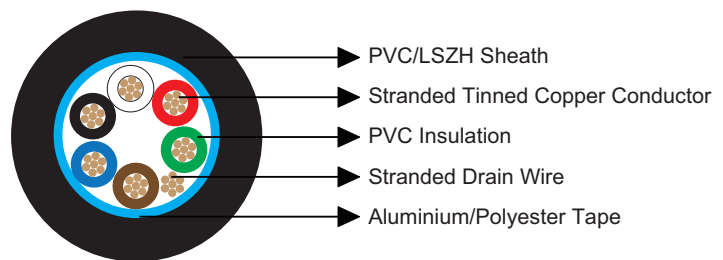 PVC/LSZH Sheath
Stranded Tinned Copper Conductor
PVC Insulation
Stranded Drain Wire
Aluminium/Polyester Tape